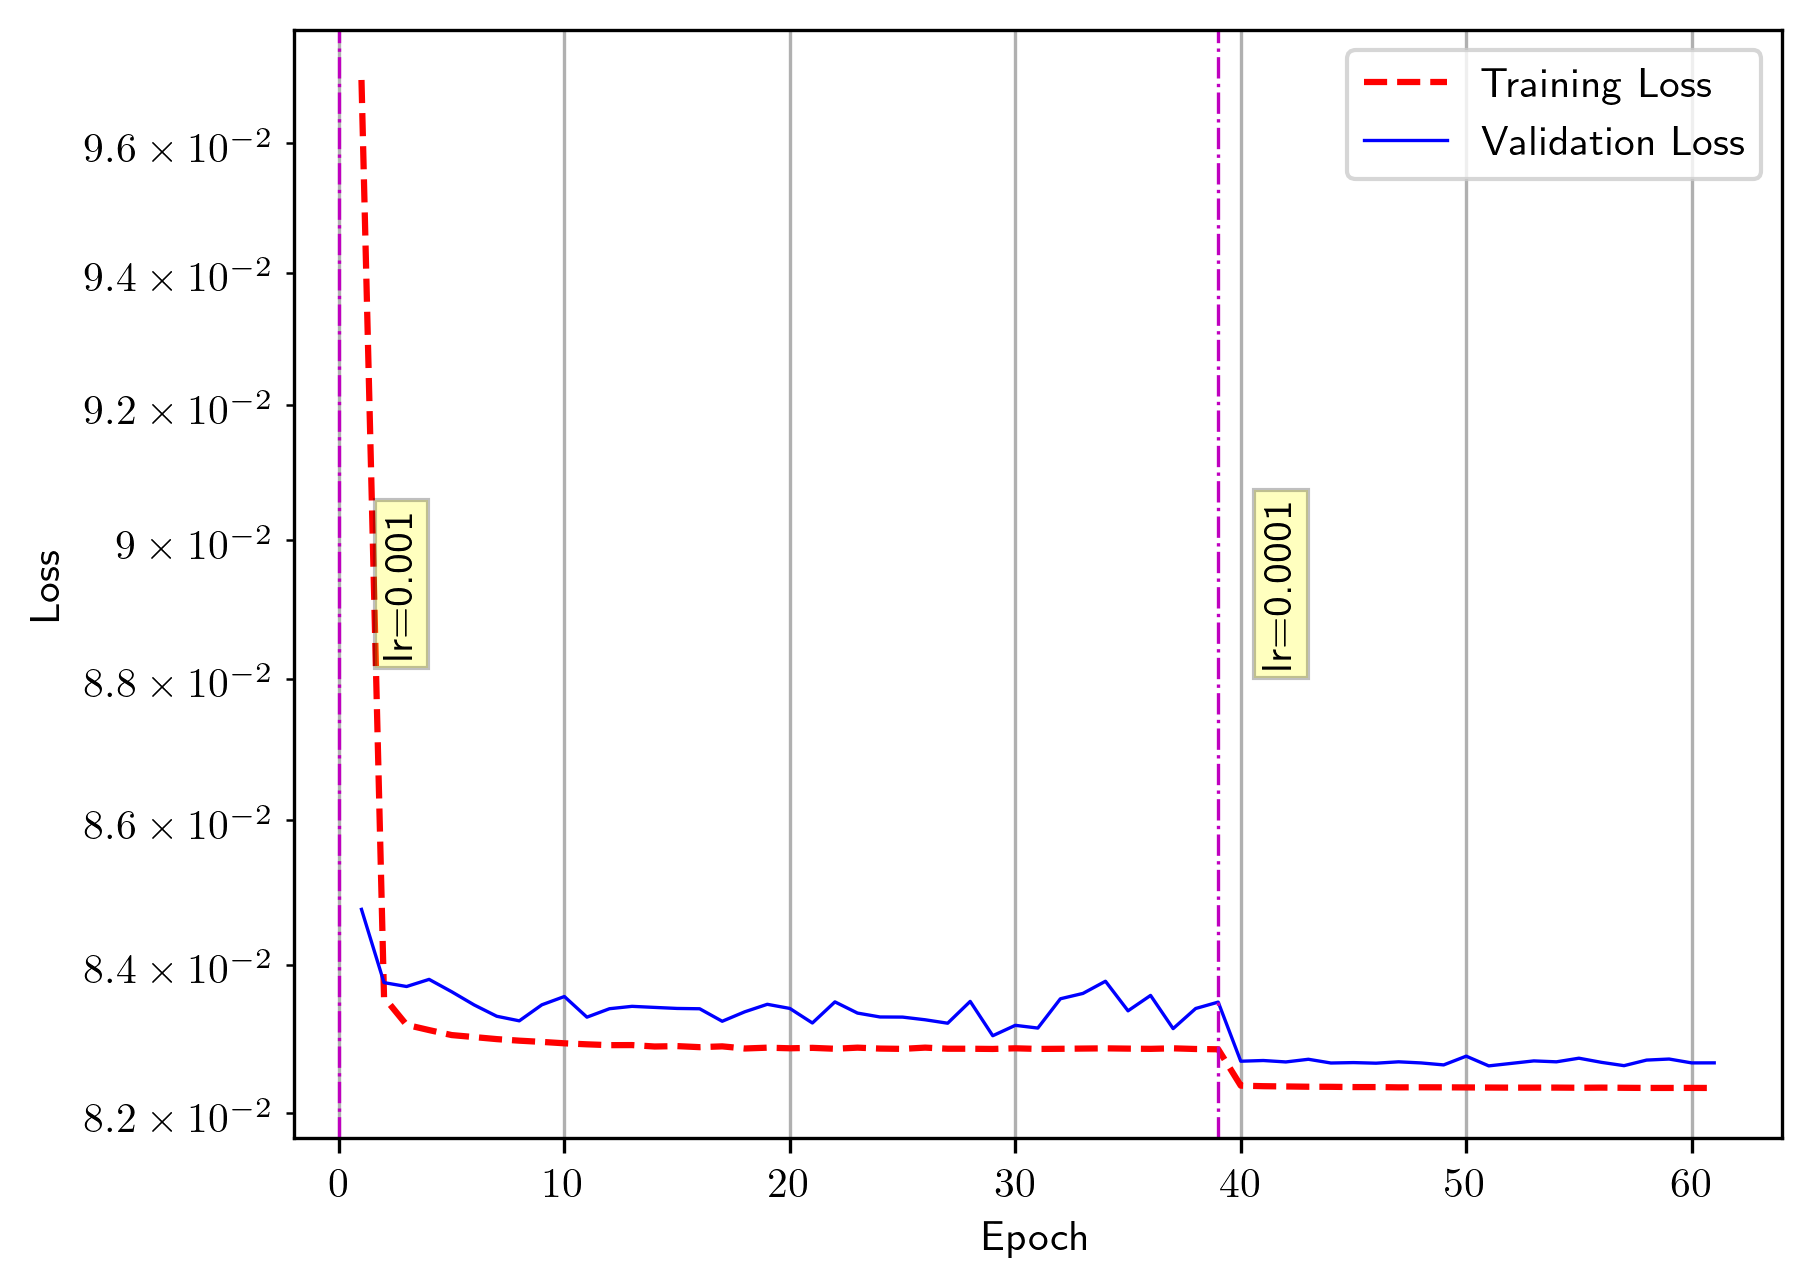 Training Loss
Validation Loss
9.6 × 10⁻²
9.4 × 10⁻²
9.2 × 10⁻²
9 × 10⁻²
8.8 × 10⁻²
8.6 × 10⁻²
8.4 × 10⁻²
8.2 × 10⁻²
Loss
lr=0.001
lr=0.0001
0 10 20 30 40 50 60
Epoch